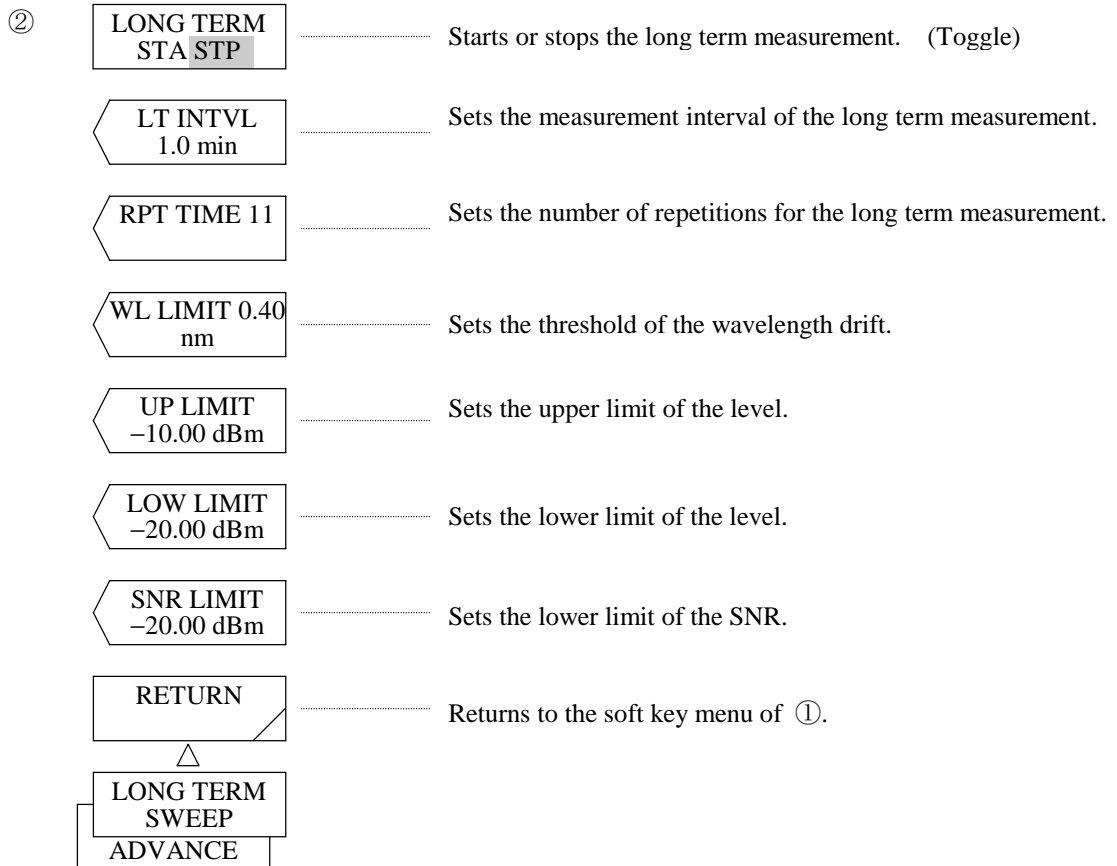 ②
LONG TERM
STA STP
Starts or stops the long term measurement. (Toggle)
LT INTVL
1.0 min
Sets the measurement interval of the long term measurement.
RPT TIME 11
Sets the number of repetitions for the long term measurement.
WL LIMIT 0.40
nm
Sets the threshold of the wavelength drift.
UP LIMIT
−10.00 dBm
Sets the upper limit of the level.
LOW LIMIT
−20.00 dBm
Sets the lower limit of the level.
SNR LIMIT
−20.00 dBm
Sets the lower limit of the SNR.
RETURN
Returns to the soft key menu of ①.
LONG TERM
SWEEP
ADVANCE